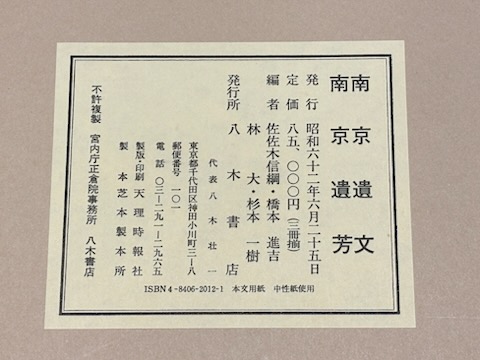 南京遺文
南京遺芳
発行 昭和六十二年六月二十五日
定価 八五、〇〇〇円（三冊揃）
編者 佐佐木信綱・橋本進吉
林大・杉本一樹
発行所 八木書店
代表 八木壮一
東京都千代田区神田小川町三―八
郵便番号 一〇一
電話 〇三―二九一―二九六五
製版・印刷 天理時報社
製本 芝本製本所
不許複製 宮内庁正倉院事務所 八木書店
ISBN4-8406-2012-1 本文用紙 中性紙使用